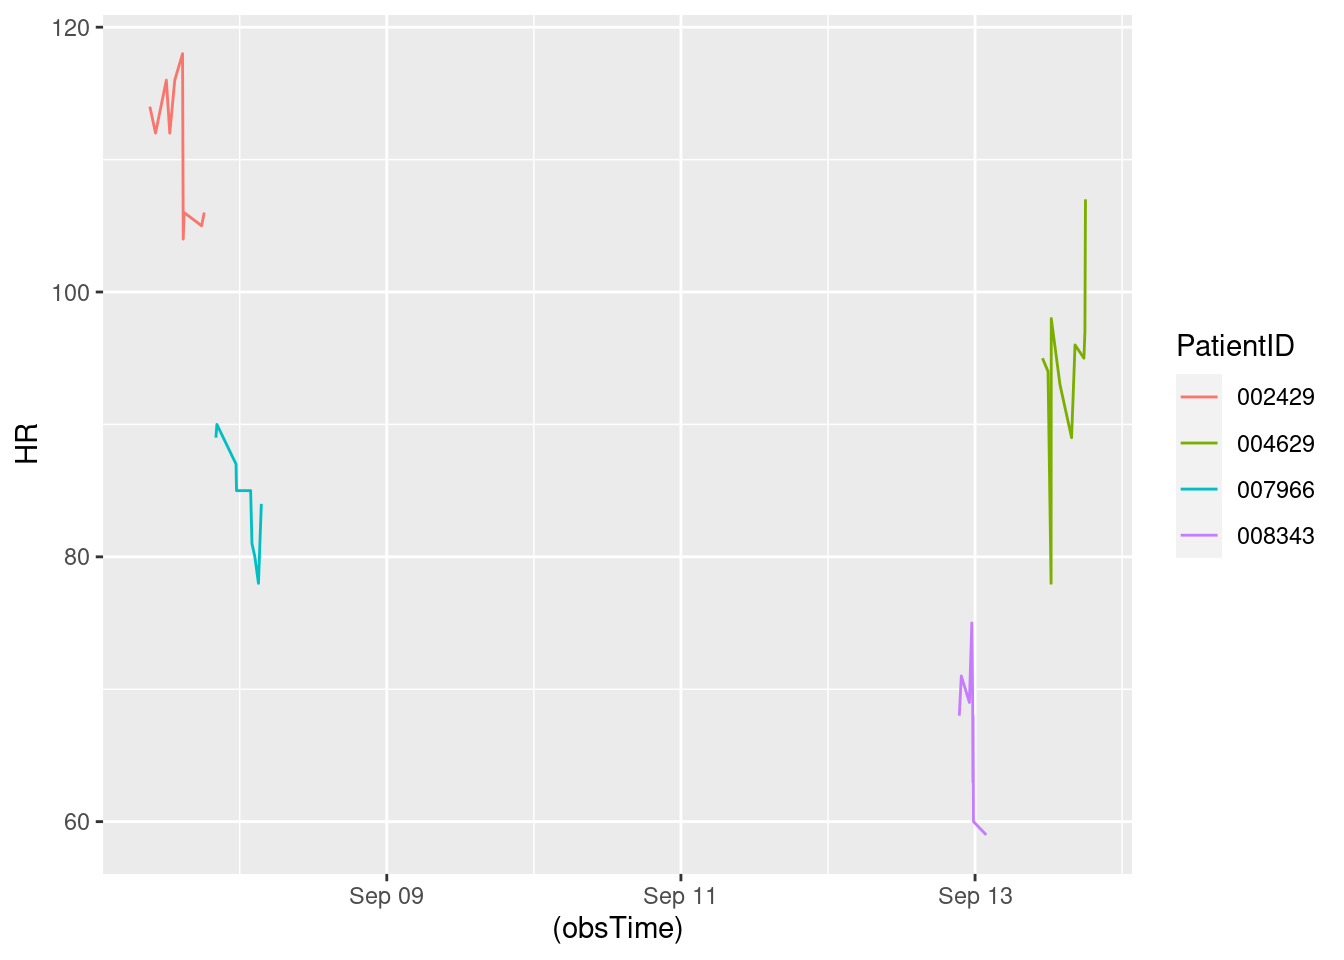 120
100
80
60
HR
Sep 09
Sep 11
Sep 13
(obsTime)
PatientID
002429
004629
007966
008343